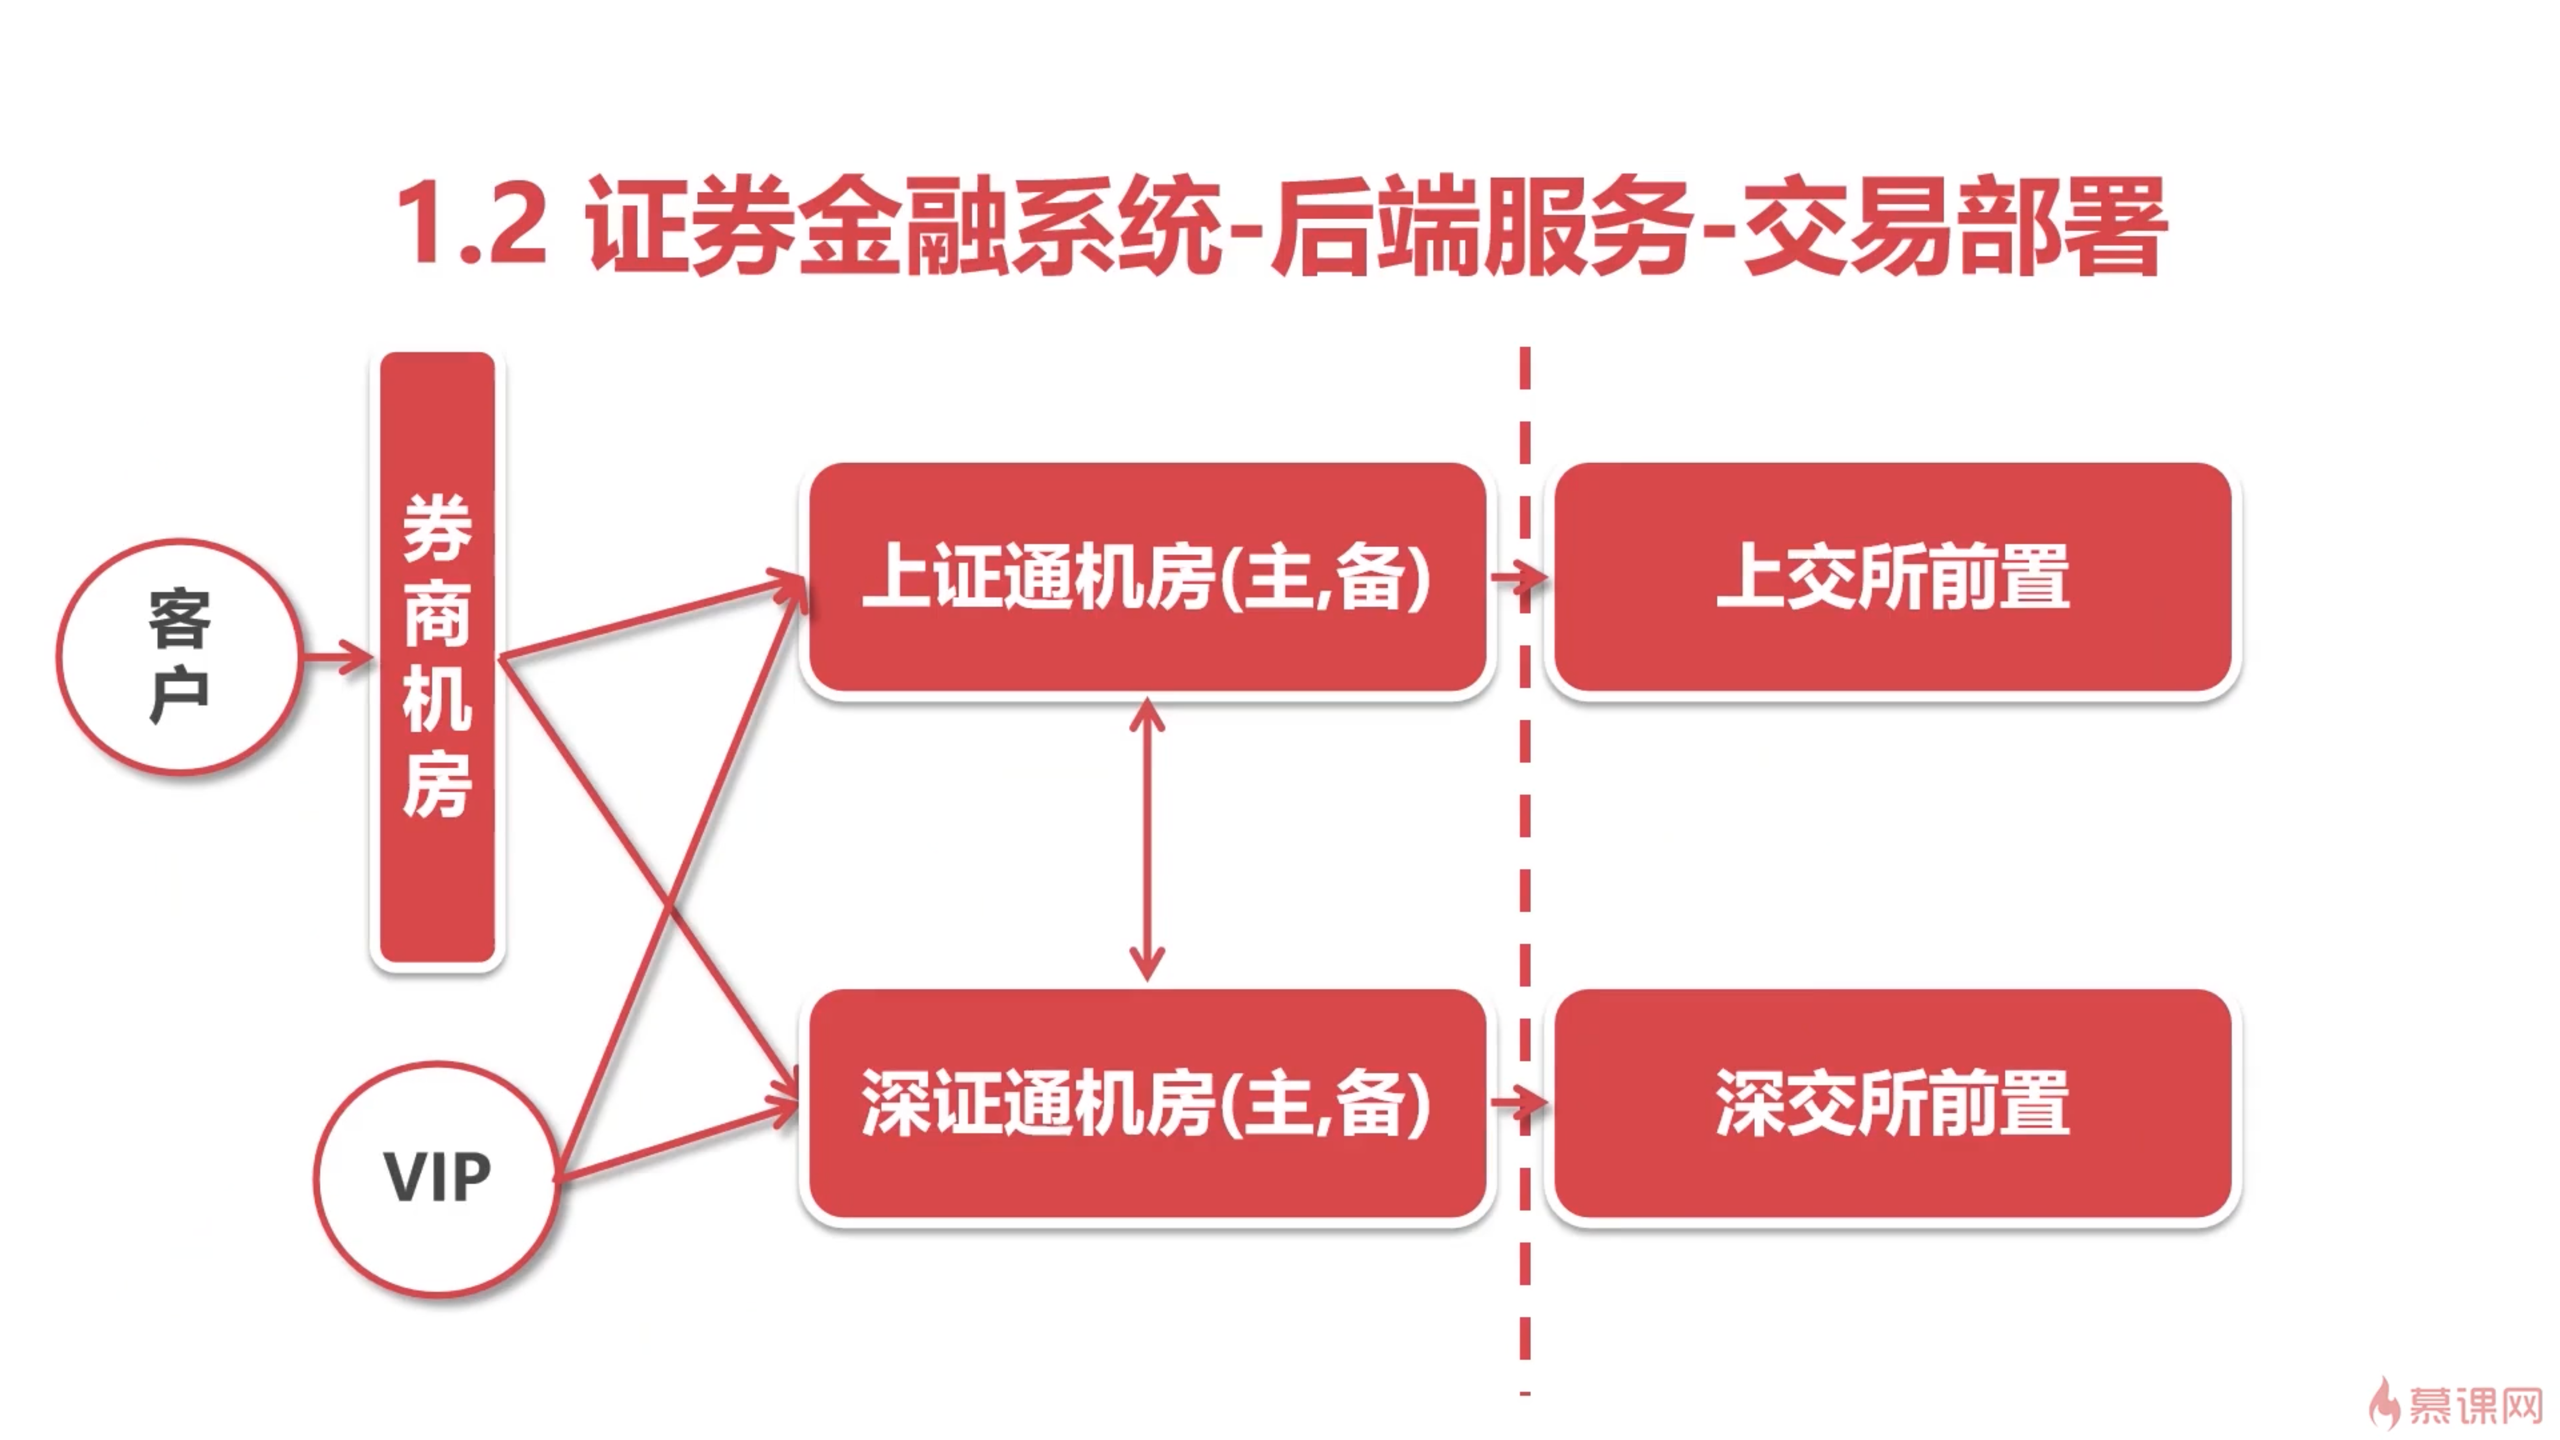 1.2 证券金融系统-后端服务-交易部署
客
户
券
商
机
房
上证通机房(主,备)
上交所前置
深证通机房(主,备)
深交所前置
VIP
慕课网